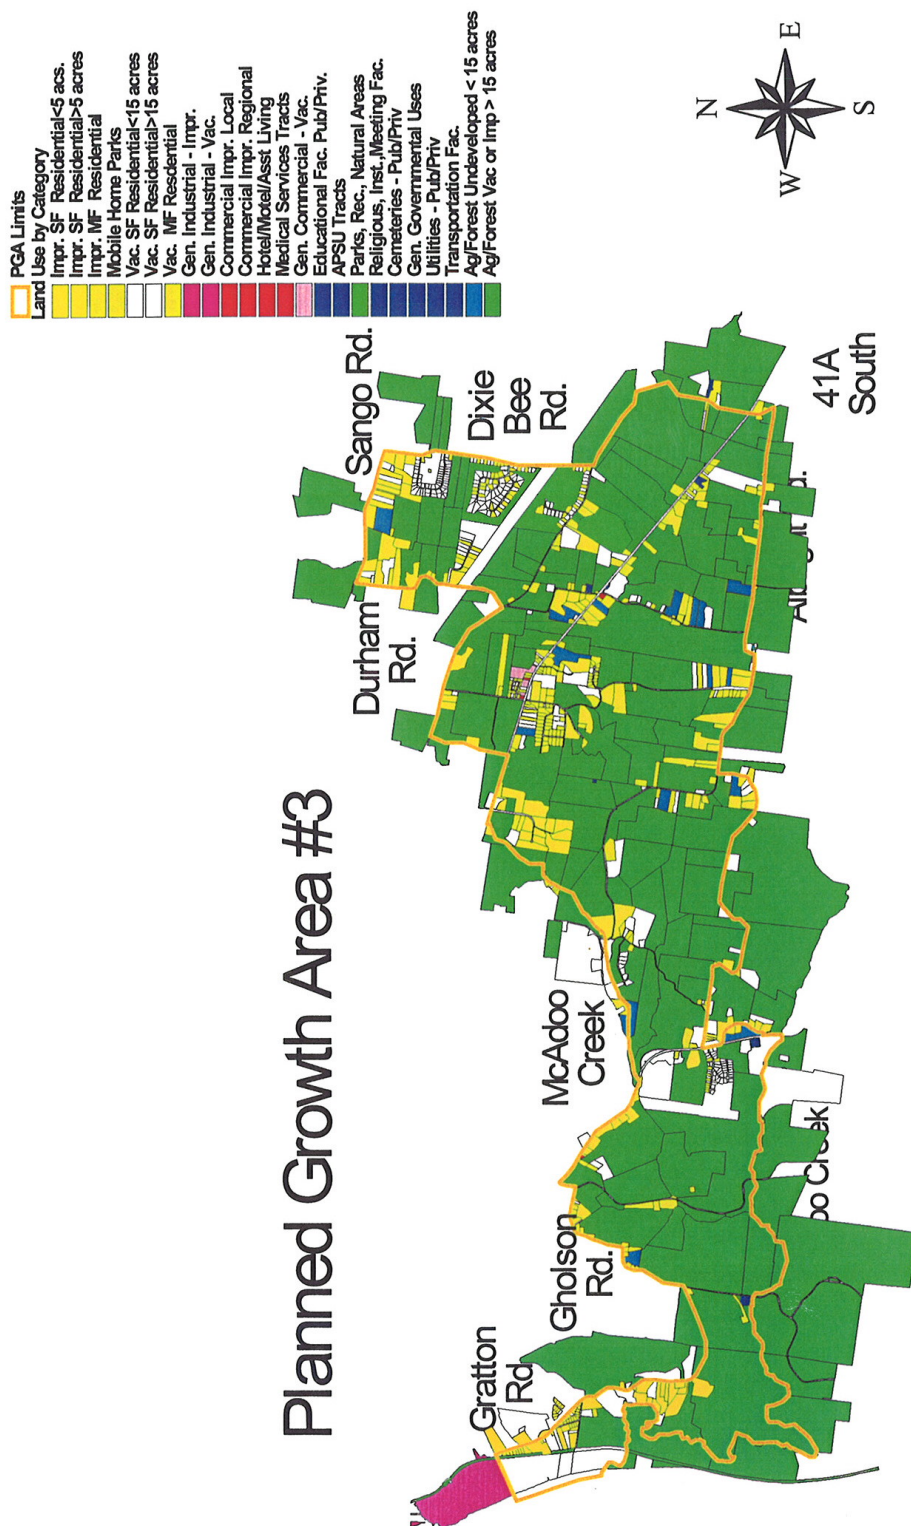 Planned Growth Area #3
PGA Limits
Land Use by Category
Impr. SF Residential<5 acs.
Impr. SF Residential>5 acres
Impr. MF Residential
Mobile Home Parks
Vac. SF Residential<15 acres
Vac. SF Residential>15 acres
Vac. MF Resdential
Gen. Industrial - Impr.
Gen. Industrial - Vac.
Commercial Impr. Local
Commercial Impr. Regional
Hotel/Motel/Asst Living
Medical Services Tracts
Gen. Commercial - Vac.
Educational Fac. Pub/Priv.
APSU Tracts
Parks, Rec., Natural Areas
Religious, Inst.,Meeting Fac.
Cemeteries - Pub/Priv
Gen. Governmental Uses
Utilities - Pub/Priv
Transportation Fac.
Ag/Forest Undeveloped < 15 acres
Ag/Forest Vac or Imp > 15 acres
N
W
E
S
Gratton
Rd.
Gholson
Rd.
McAdoo
Creek
Durham
Rd.
Sango Rd.
Dixie
Bee
Rd.
41A
South
Creek